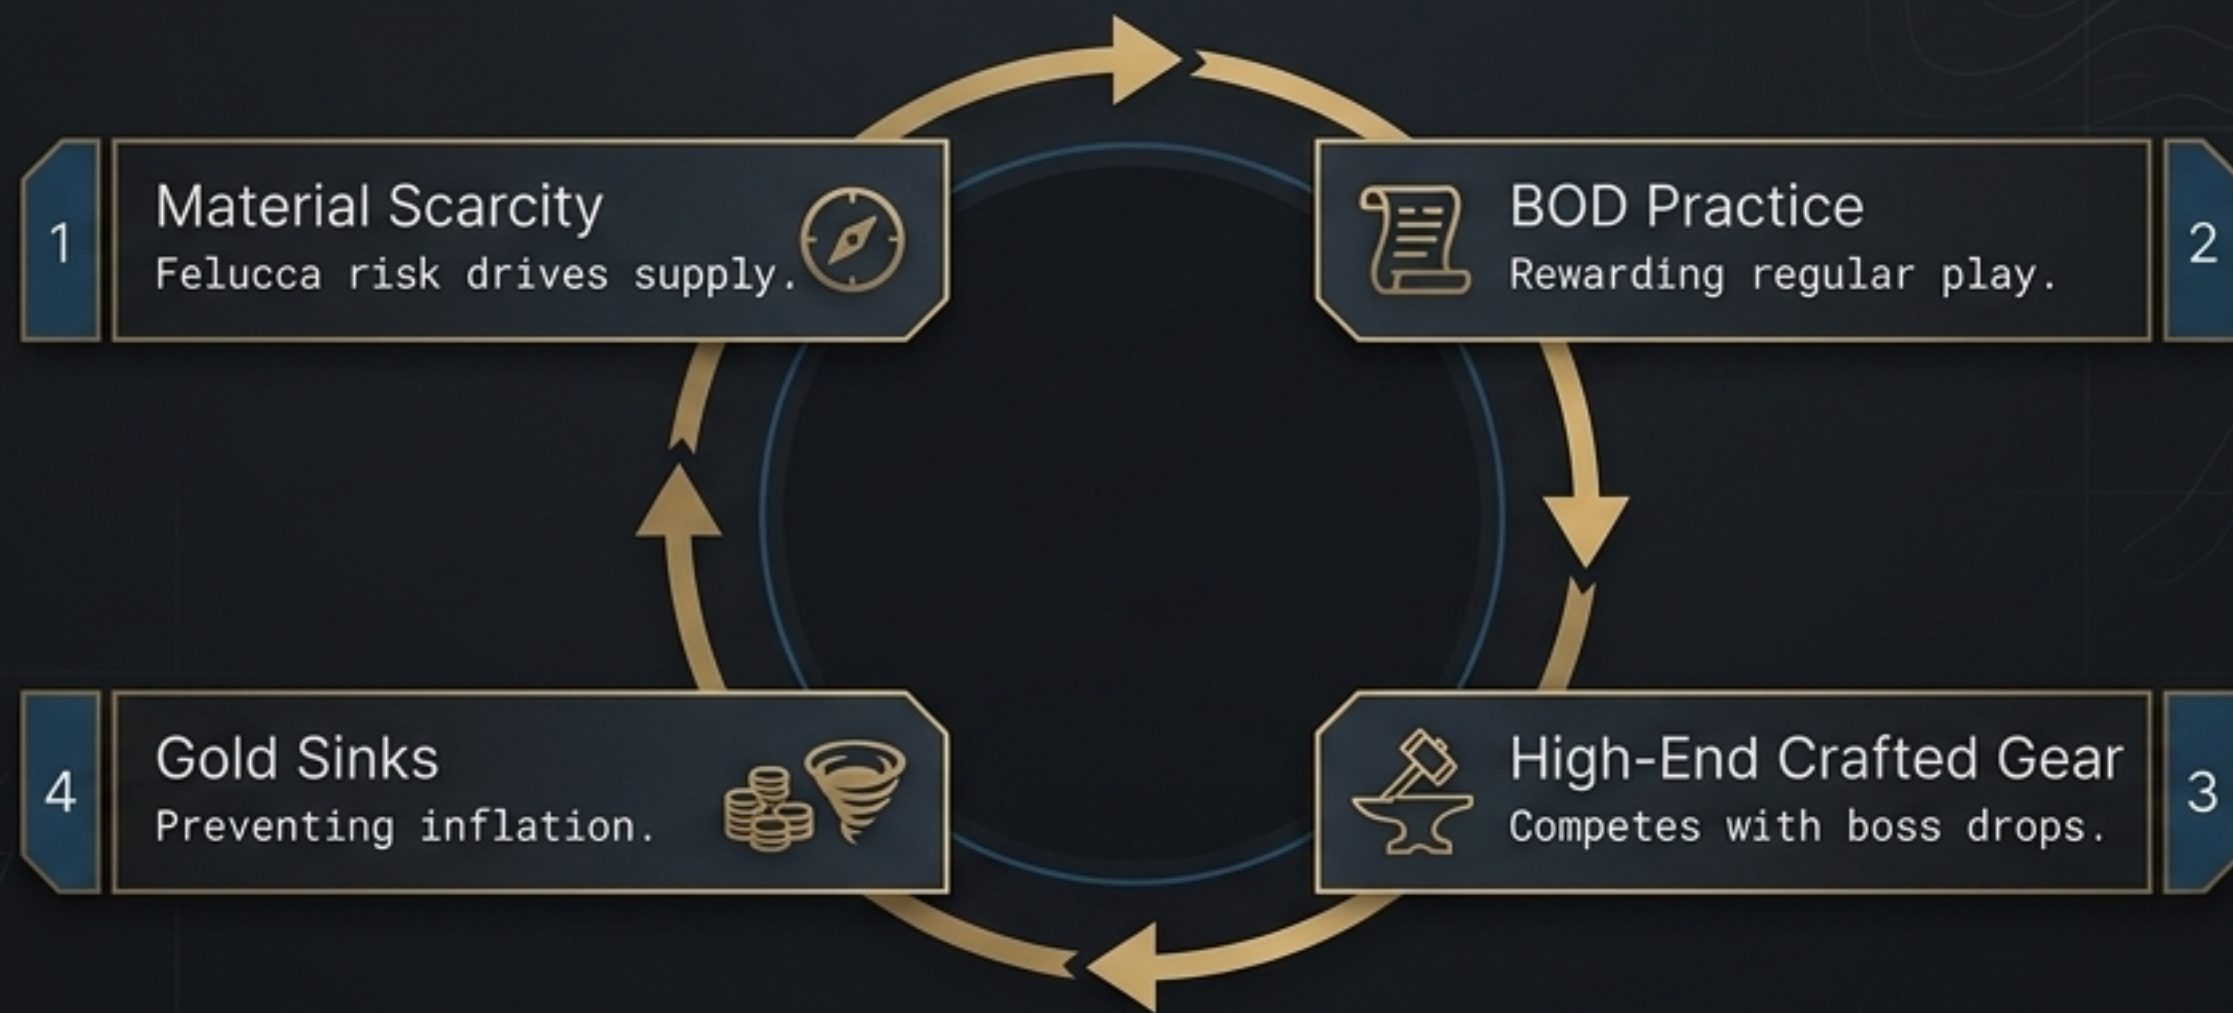 1
Material Scarcity
Felucca risk drives supply.
BOD Practice
Rewarding regular play.
2
4
Gold Sinks
Preventing inflation.
High-End Crafted Gear
Competes with boss drops.
3